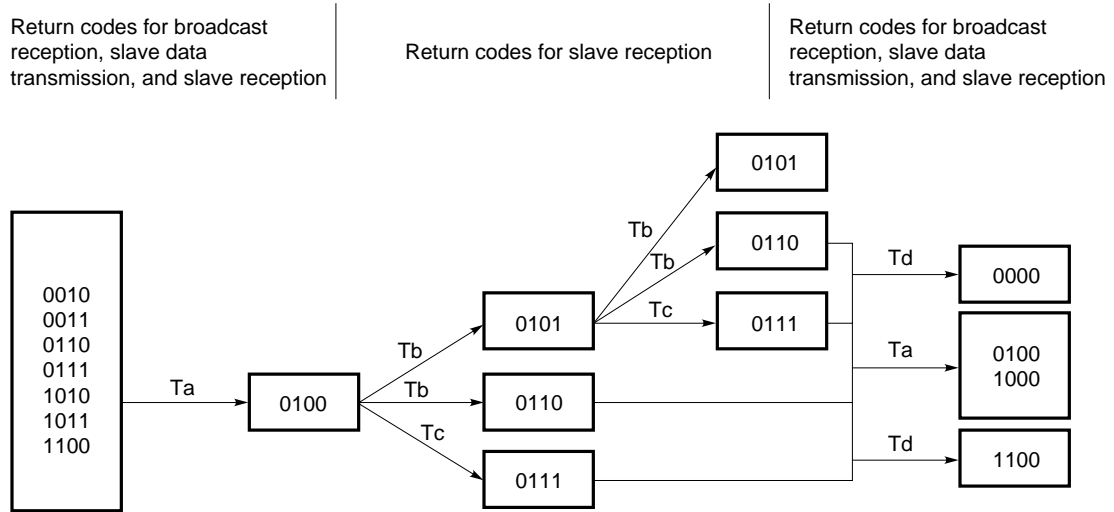 Return codes for broadcast
reception, slave data
transmission, and slave reception
Return codes for slave reception
Return codes for broadcast
reception, slave data
transmission, and slave reception
0010
0011
0110
0111
1010
1011
1100
Ta
0100
Tb
Tb
Tc
0101
0110
0111
Tb
Tb
Tc
0101
0110
0111
Td
Ta
Td
0000
0100
1000
1100